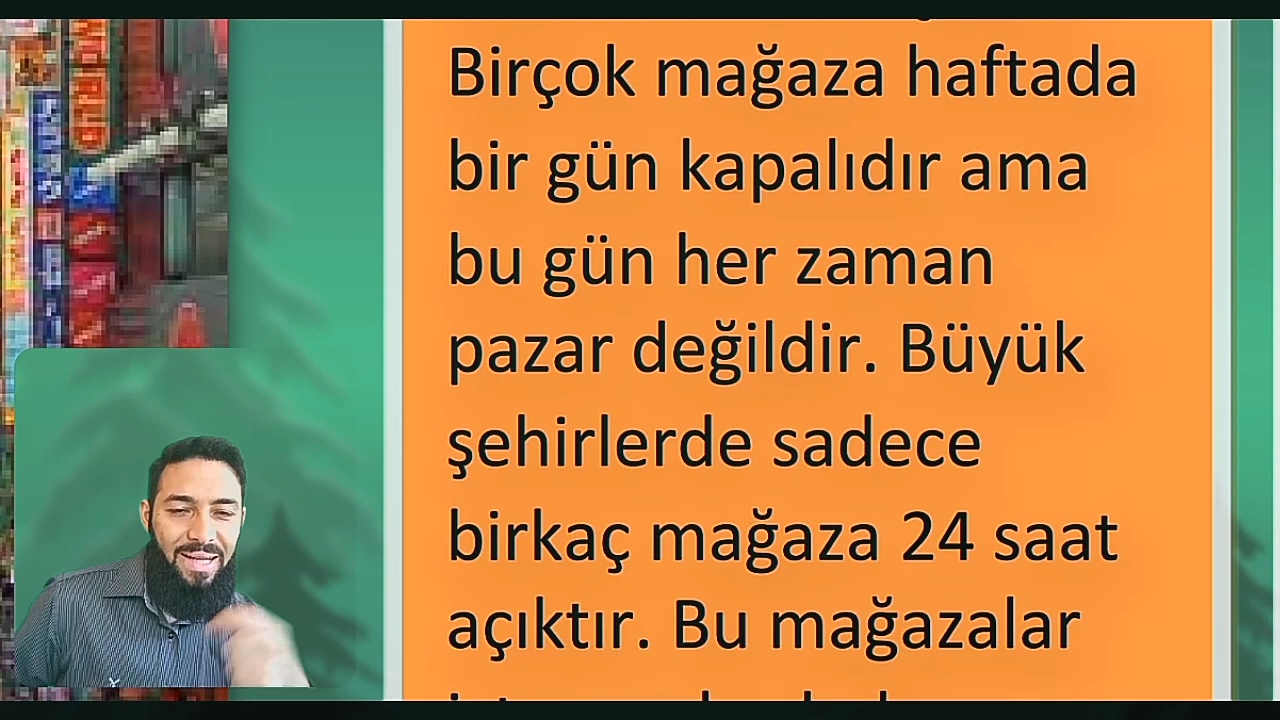 Birçok mağaza haftada
bir gün kapalıdır ama
bu gün her zaman
pazar değildir. Büyük
şehirlerde sadece
birkaç mağaza 24 saat
açıktır. Bu mağazalar